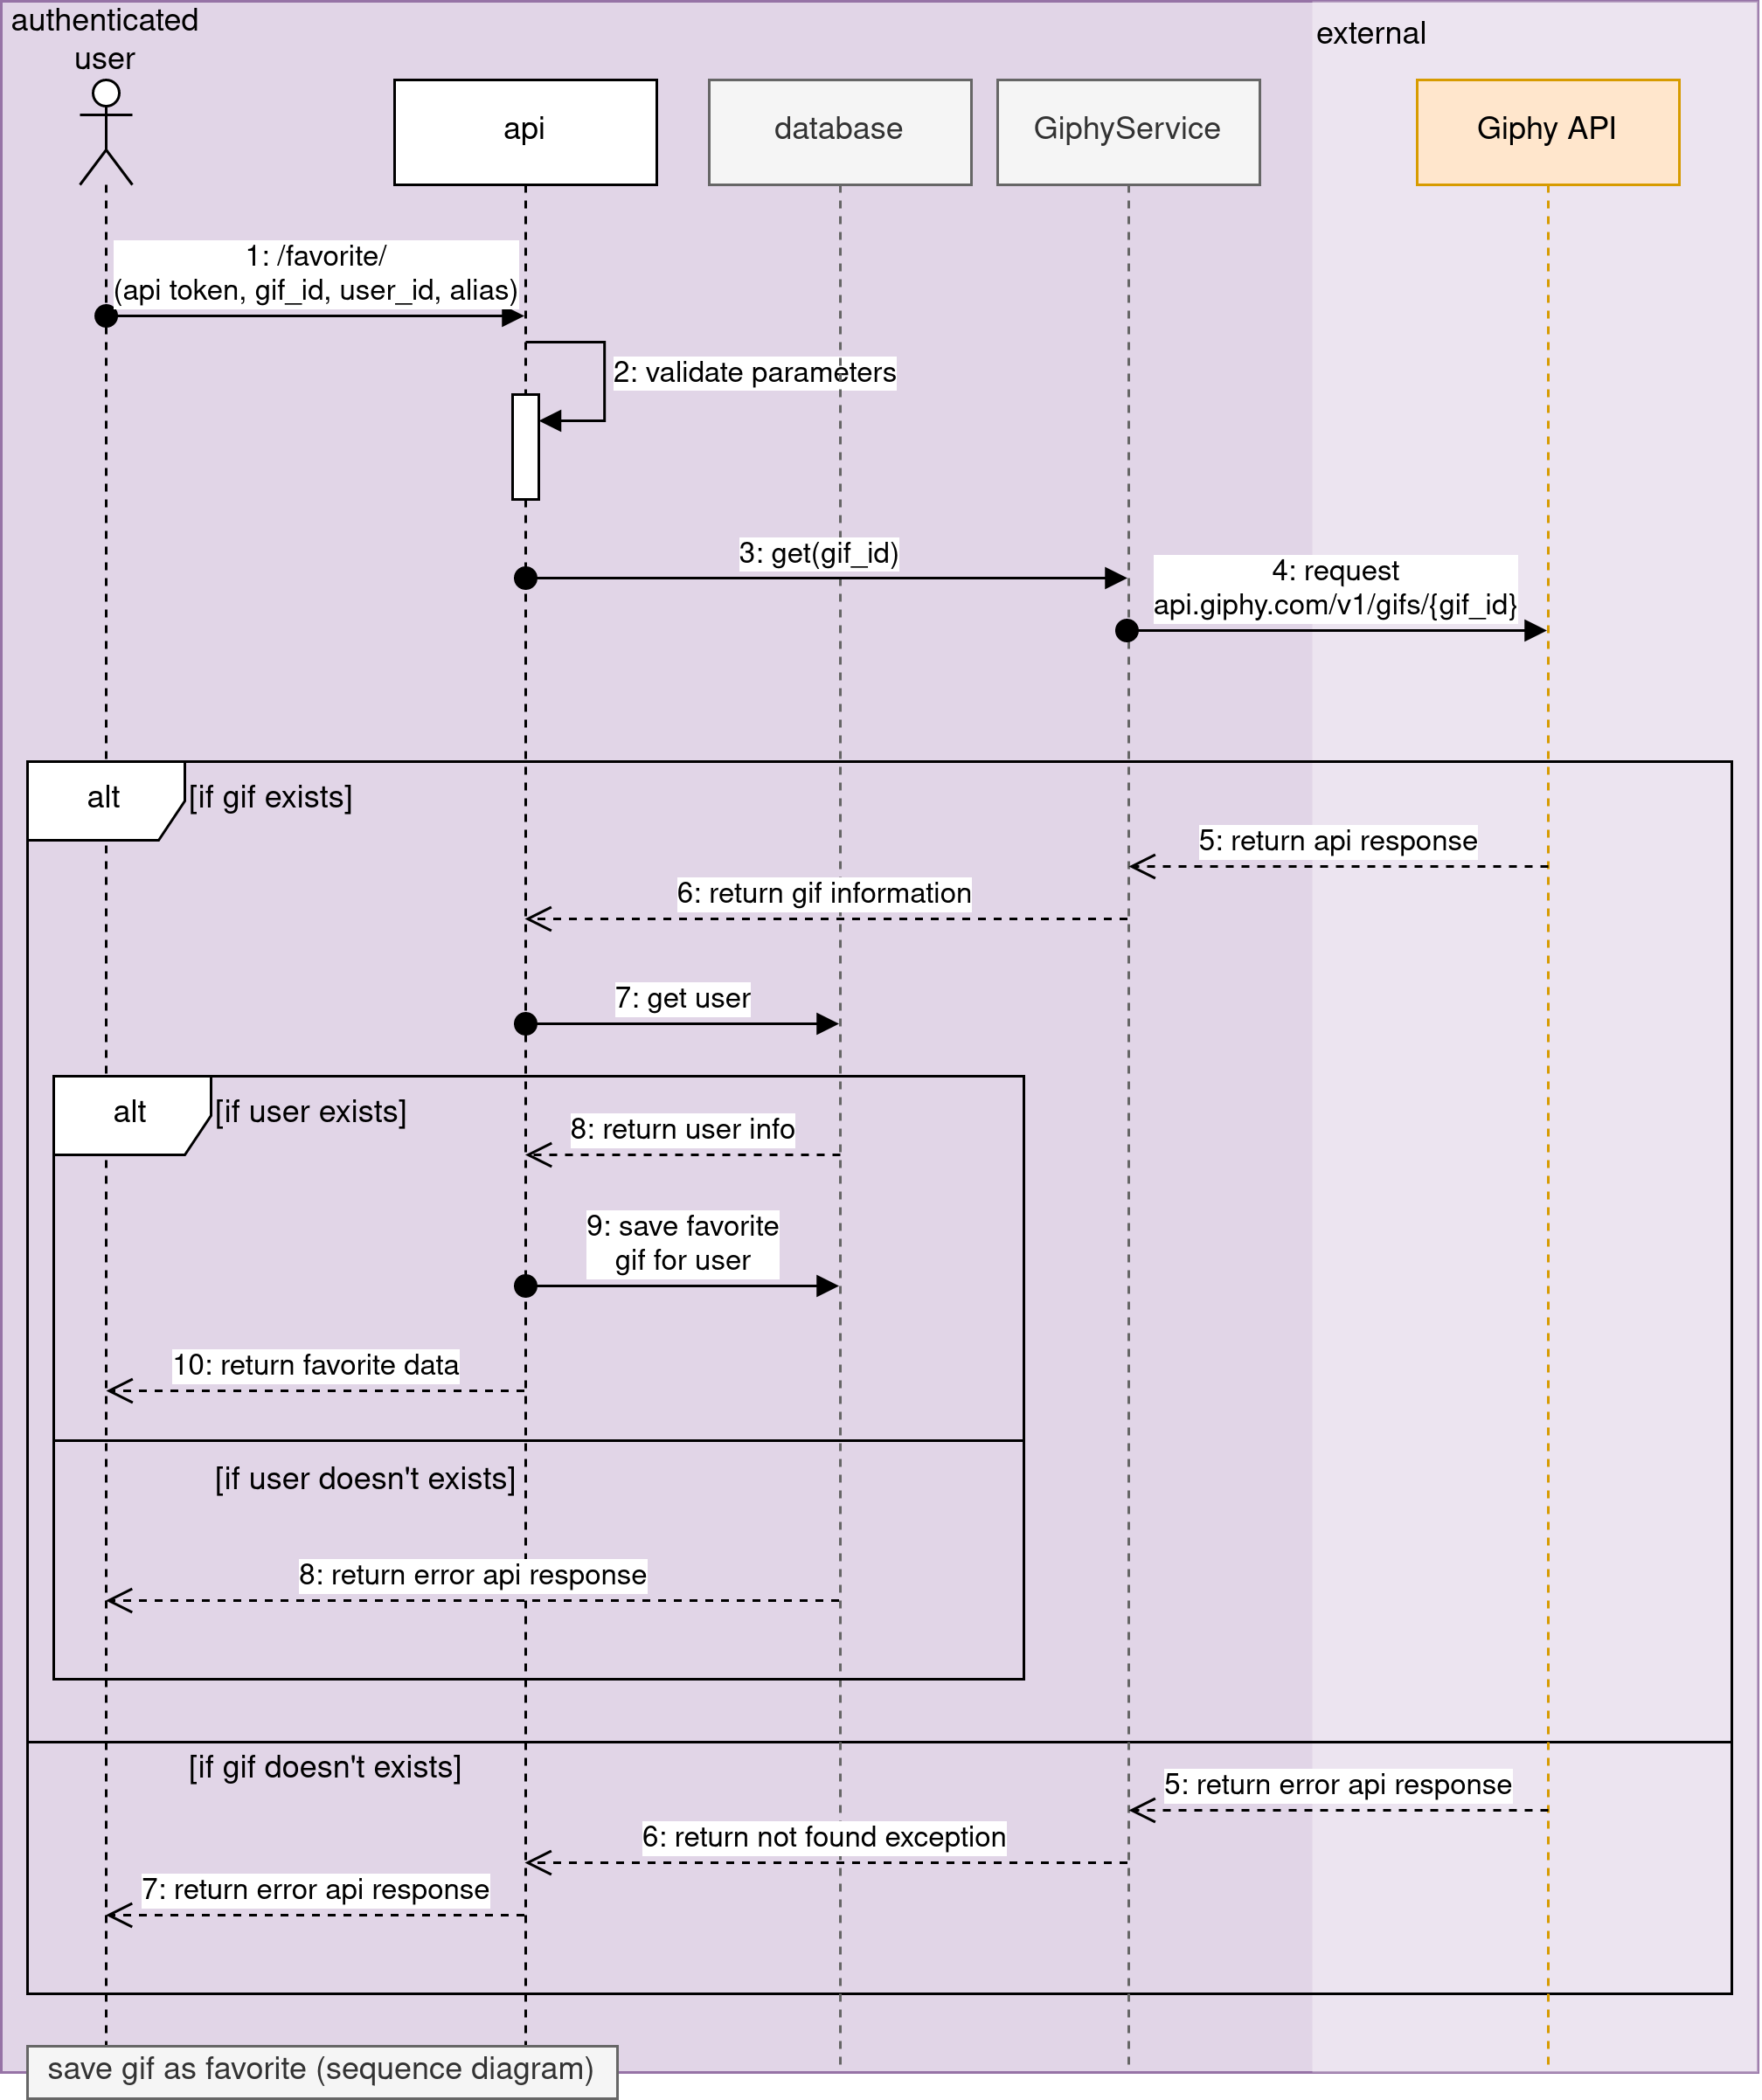 authenticated
user
external
api
database
GiphyService
Giphy API
1: /favorite/
(api token, gif_id, user_id, alias)
2: validate parameters
3: get(gif_id)
4: request
api.giphy.com/v1/gifs/{gif_id}
alt
[if gif exists]
5: return api response
6: return gif information
7: get user
alt
[if user exists]
8: return user info
9: save favorite
gif for user
10: return favorite data
[if user doesn't exists]
8: return error api response
[if gif doesn't exists]
5: return error api response
6: return not found exception
7: return error api response
save gif as favorite (sequence diagram)